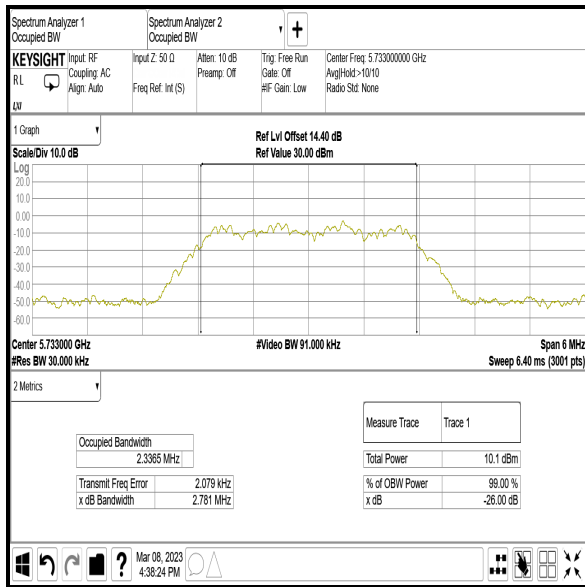 Spectrum Analyzer 1
Occupied BW
Spectrum Analyzer 2
Occupied BW
KEYSIGHT
R L
LXI
Input: RF
Coupling: AC
Align: Auto
Input Z: 50 Ω
Freq Ref: Int (S)
Atten: 10 dB
Preamp: Off
Trig: Free Run
Gate: Off
#IF Gain: Low
Center Freq: 5.733000000 GHz
Avg|Hold:>10/10
Radio Std: None
1 Graph
Scale/Div 10.0 dB
Ref Lvl Offset 14.40 dB
Ref Value 30.00 dBm
Log
20.0
10.0
0.00
-10.0
-20.0
-30.0
-40.0
-50.0
-60.0
Center 5.733000 GHz
#Video BW 91.000 kHz
Span 6 MHz
#Res BW 30.000 kHz
Sweep 6.40 ms (3001 pts)
2 Metrics
Occupied Bandwidth
2.3365 MHz
Transmit Freq Error 2.079 kHz
x dB Bandwidth 2.781 MHz
Measure Trace Trace 1
Total Power 10.1 dBm
% of OBW Power 99.00 %
x dB -26.00 dB
?
Mar 08, 2023
4:38:24 PM